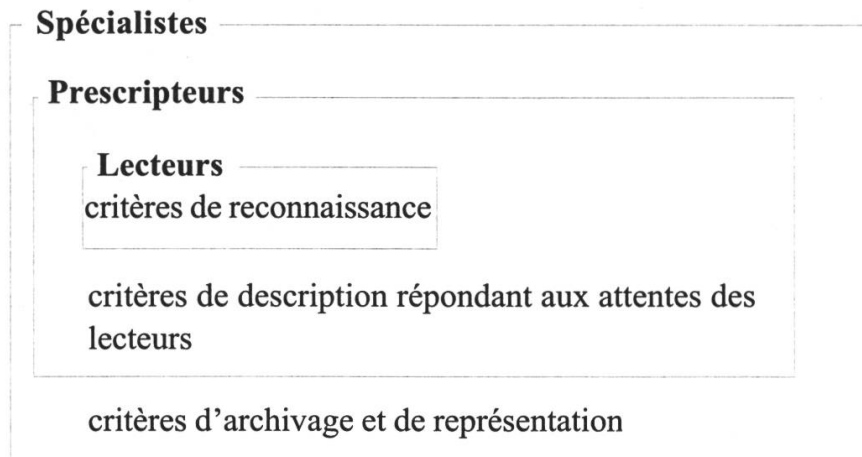 Spécialistes
Prescripteurs
Lecteurs
critères de reconnaissance
critères de description répondant aux attentes des
lecteurs
critères d’archivage et de représentation